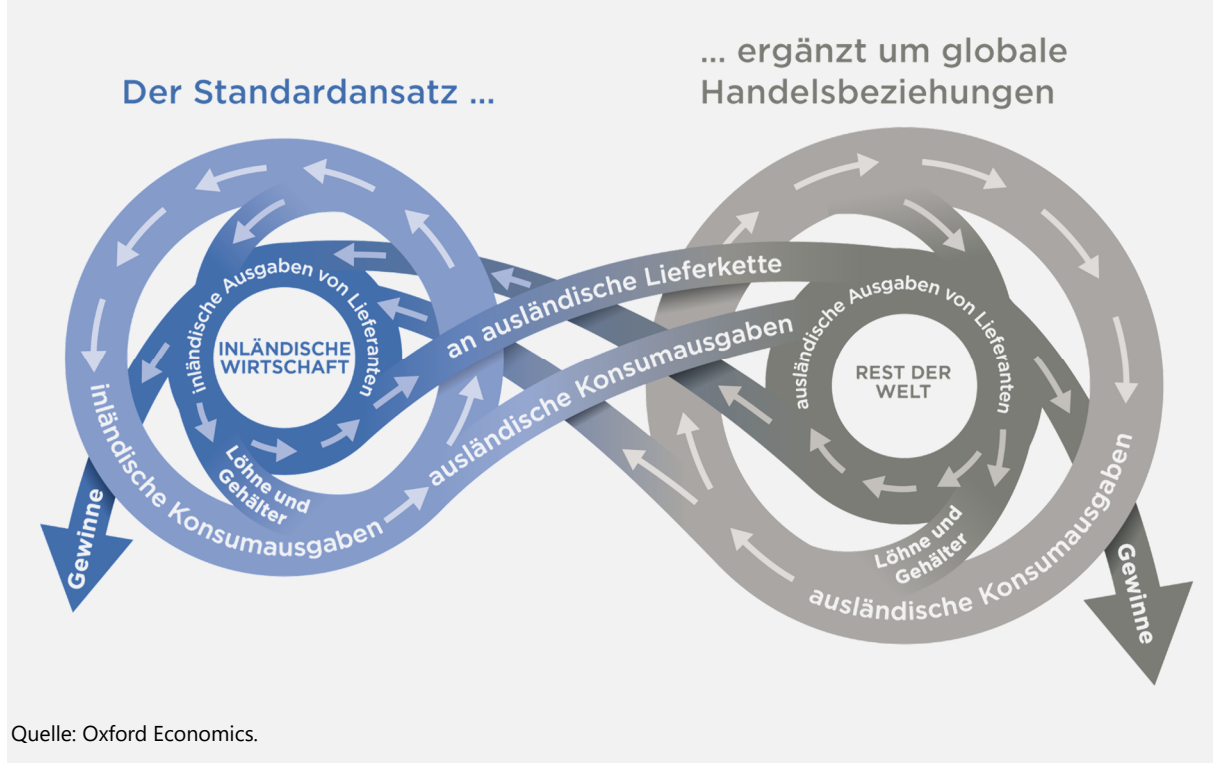 Der Standardansatz ...
... ergänzt um globale
Handelsbeziehungen
inländische Ausgaben von Lieferanten
INLÄNDISCHE
WIRTSCHAFT
Löhne und
Gehälter
inländische Konsumausgaben
Gewinne
an ausländische Lieferkette
ausländische Konsumausgaben
ausländische Ausgaben von Lieferanten
REST DER
WELT
Löhne und
Gehälter
ausländische Konsumausgaben
Gewinne
Quelle: Oxford Economics.